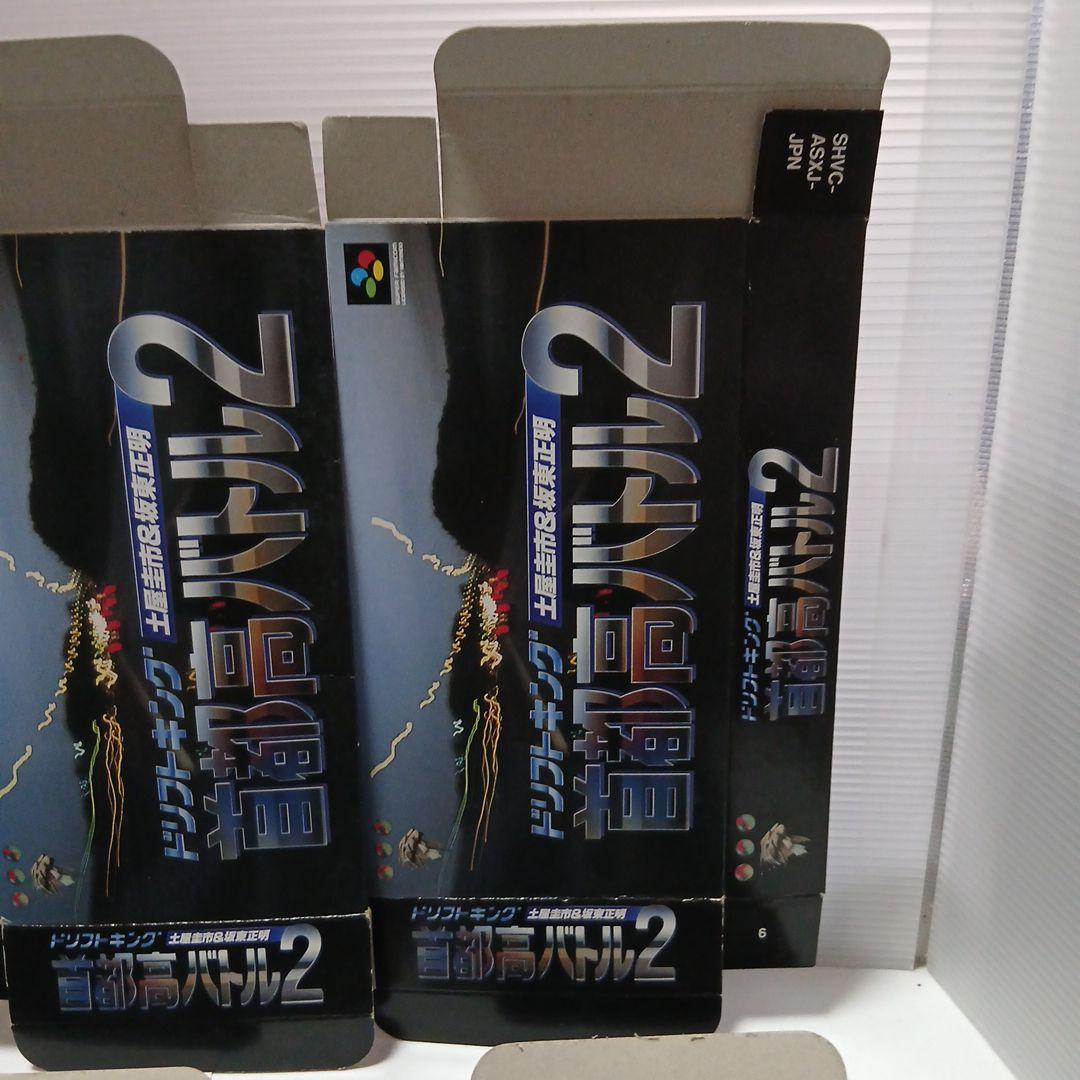 ドリフトキング
土屋圭市&坂東正明
首都高バトル2
ドリフトキング
土屋圭市&坂東正明
首都高バトル2
SUPER FAMICOM
LICENSED BY NINTENDO
ドリフトキング
土屋圭市&坂東正明
首都高バトル2
ドリフトキング
土屋圭市&坂東正明
首都高バトル2
SHVC-
ASXJ-
JPN
ドリフトキング
土屋圭市&坂東正明
首都高バトル2
6